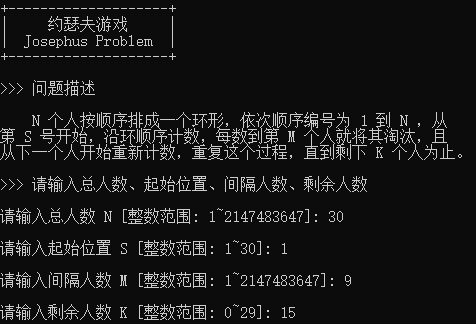 约瑟夫游戏
Josephus Problem
>>> 问题描述
N 个人按顺序排成一个环形, 依次顺序编号为 1 到 N , 从
第 S 号开始, 沿环顺序计数, 每数到第 M 个人就将其淘汰, 且
从下一个人开始重新计数, 重复这个过程, 直到剩下 K 个人为止。
>>> 请输入总人数、起始位置、间隔人数、剩余人数
请输入总人数 N [整数范围: 1~2147483647]: 30
请输入起始位置 S [整数范围: 1~30]: 1
请输入间隔人数 M [整数范围: 1~2147483647]: 9
请输入剩余人数 K [整数范围: 0~29]: 15